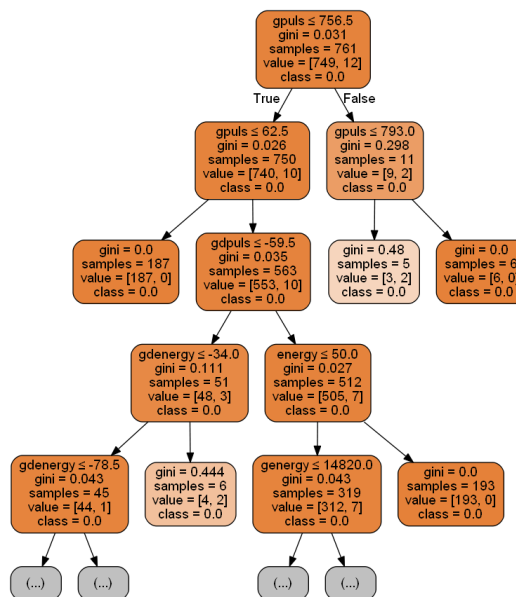 gpuls ≤ 756.5
gini = 0.031
samples = 761
value = [749, 12]
class = 0.0
True
False
gpuls ≤ 62.5
gini = 0.026
samples = 750
value = [740, 10]
class = 0.0
gpuls ≤ 793.0
gini = 0.298
samples = 11
value = [9, 2]
class = 0.0
gini = 0.0
samples = 187
value = [187, 0]
class = 0.0
gdpuls ≤ -59.5
gini = 0.035
samples = 563
value = [553, 10]
class = 0.0
gini = 0.48
samples = 5
value = [3, 2]
class = 0.0
gini = 0.0
samples = 6
value = [6, 0]
class = 0.0
gdenergy ≤ -34.0
gini = 0.111
samples = 51
value = [48, 3]
class = 0.0
energy ≤ 50.0
gini = 0.027
samples = 512
value = [505, 7]
class = 0.0
gdenergy ≤ -78.5
gini = 0.043
samples = 45
value = [44, 1]
class = 0.0
gini = 0.444
samples = 6
value = [4, 2]
class = 0.0
genergy ≤ 14820.0
gini = 0.043
samples = 319
value = [312, 7]
class = 0.0
gini = 0.0
samples = 193
value = [193, 0]
class = 0.0
(...)
(...)
(...)
(...)